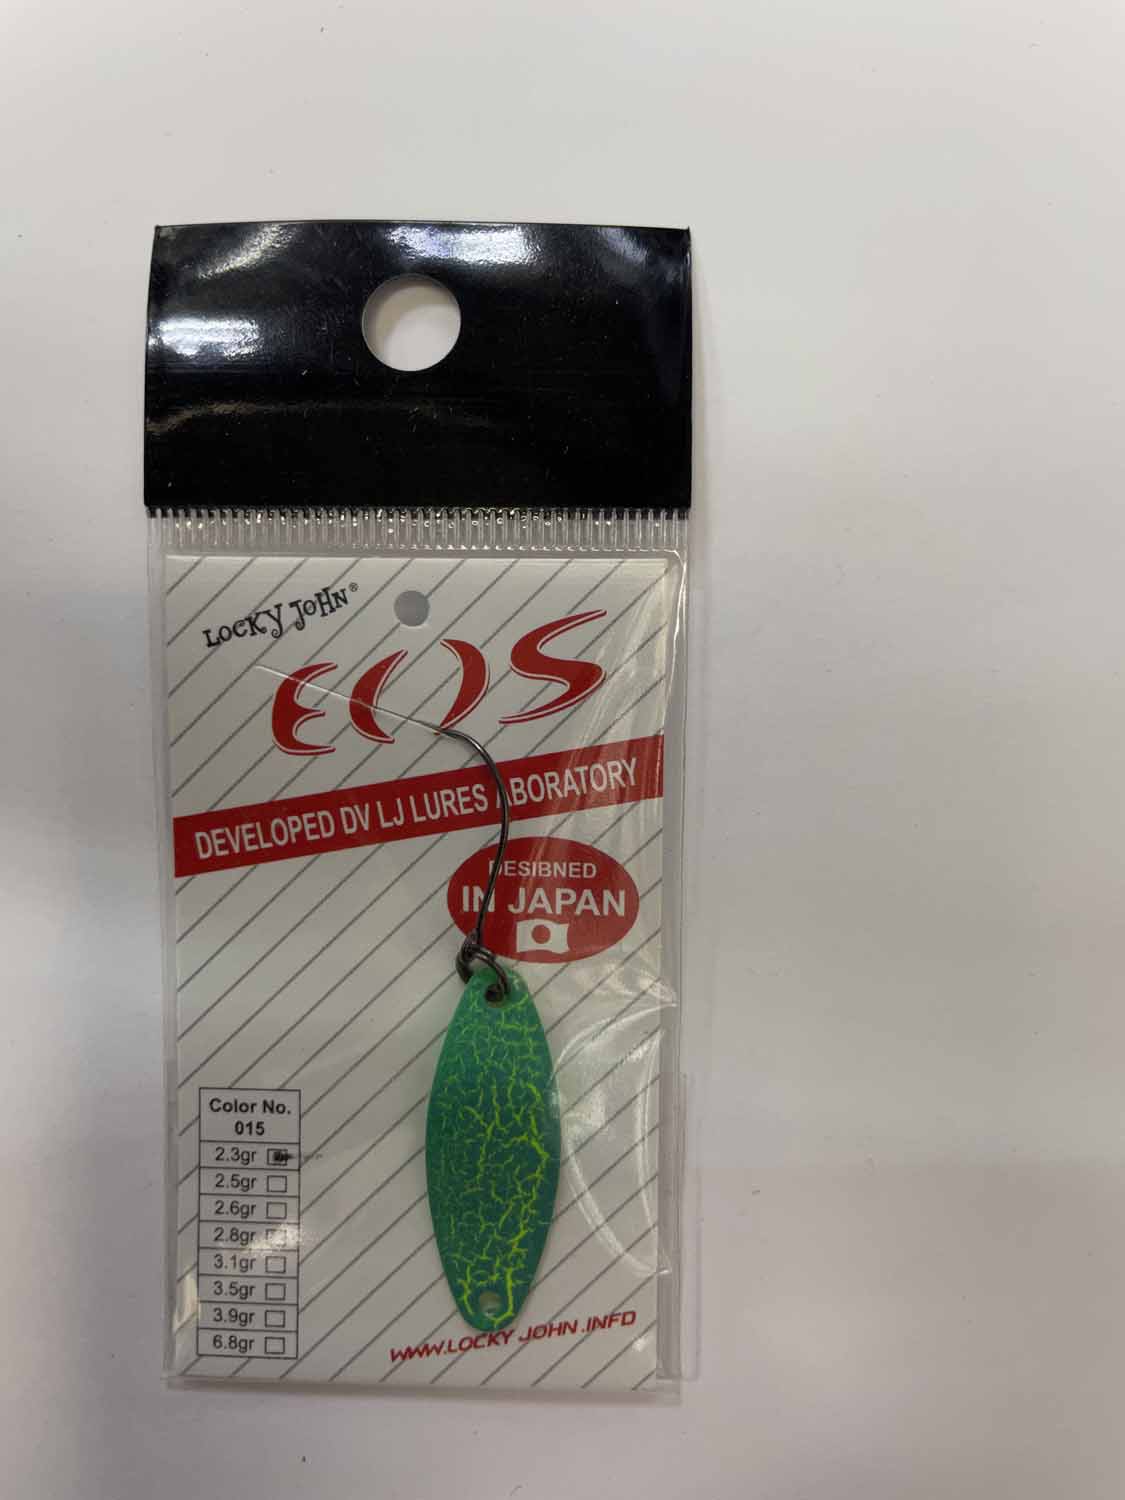 LOCKY JOHN®
EOS
DEVELOPED DV LJ LURES ABORATORY
DESIBNED
IN JAPAN
Color No.
015
2.3gr
2.5gr
2.6gr
2.8gr
3.1gr
3.5gr
3.9gr
6.8gr
WWW.LOCKY JOHN.INFD